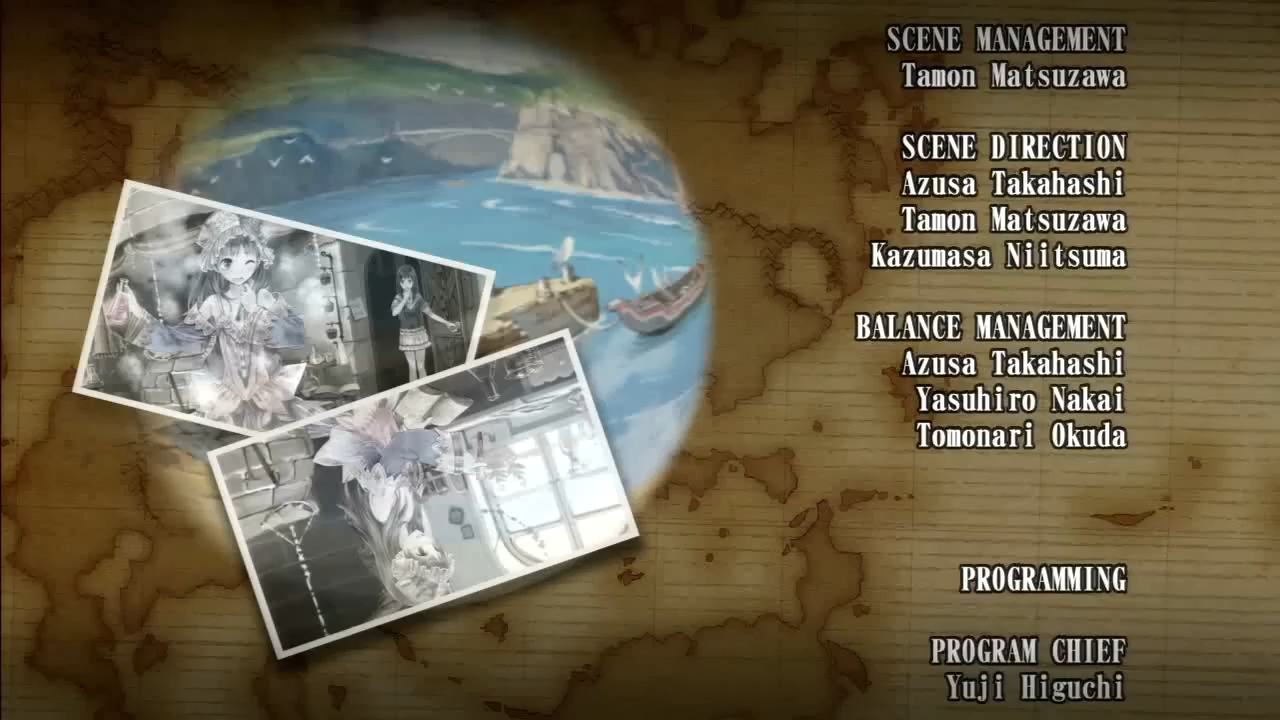 SCENE MANAGEMENT
Tamon Matsuzawa
SCENE DIRECTION
Azusa Takahashi
Tamon Matsuzawa
Kazumasa Niitsuma
BALANCE MANAGEMENT
Azusa Takahashi
Yasuhiro Nakai
Tomonari Okuda
PROGRAMMING
PROGRAM CHIEF
Yuji Higuchi